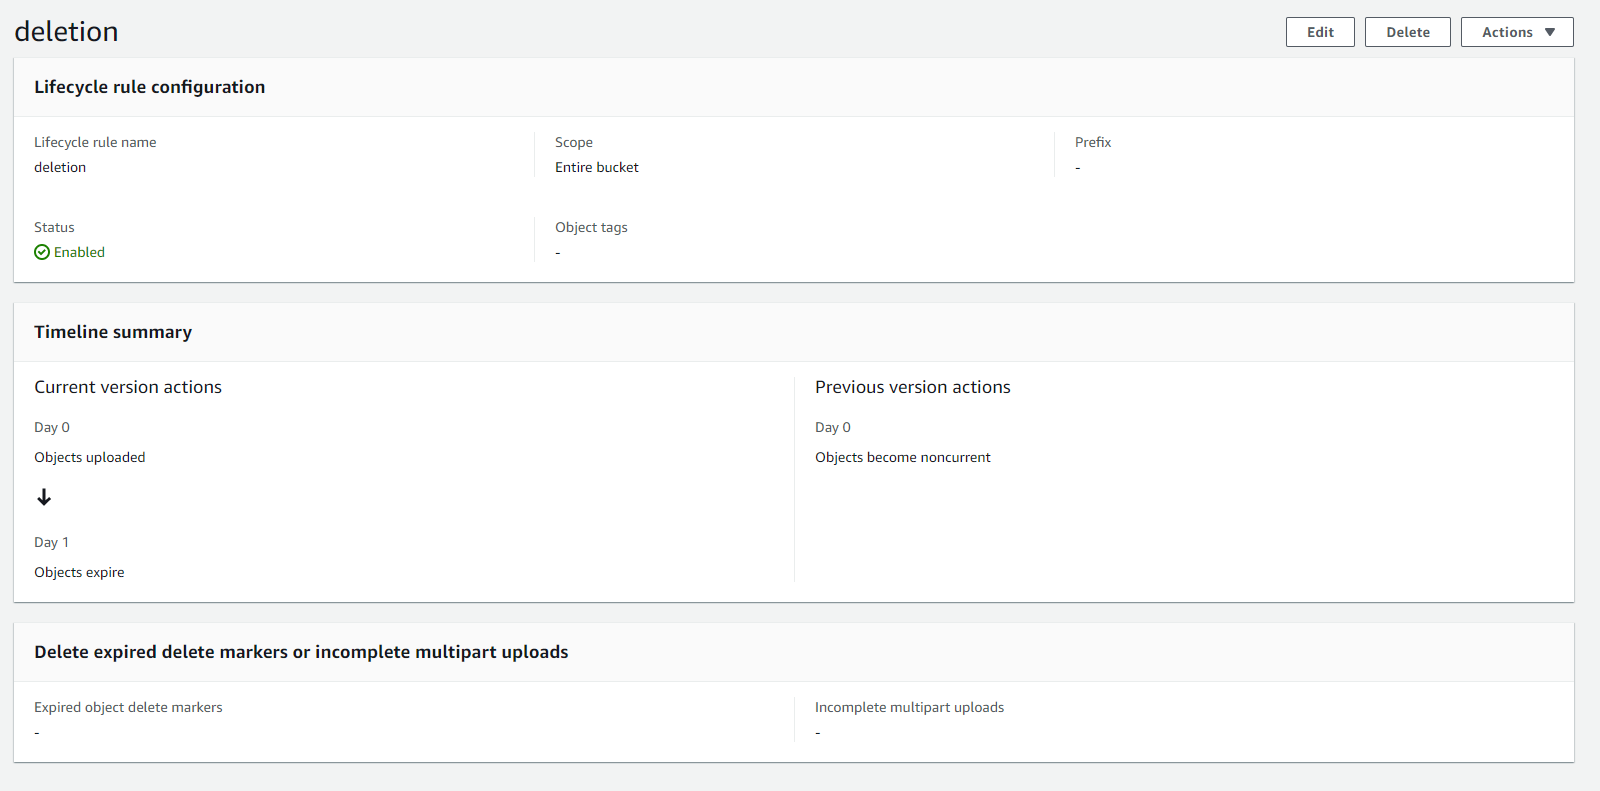 deletion
Edit
Delete
Actions
Lifecycle rule configuration
Lifecycle rule name
deletion
Scope
Entire bucket
Prefix
-
Status
Enabled
Object tags
-
Timeline summary
Current version actions
Day 0
Objects uploaded
Day 1
Objects expire
Previous version actions
Day 0
Objects become noncurrent
Delete expired delete markers or incomplete multipart uploads
Expired object delete markers
-
Incomplete multipart uploads
-